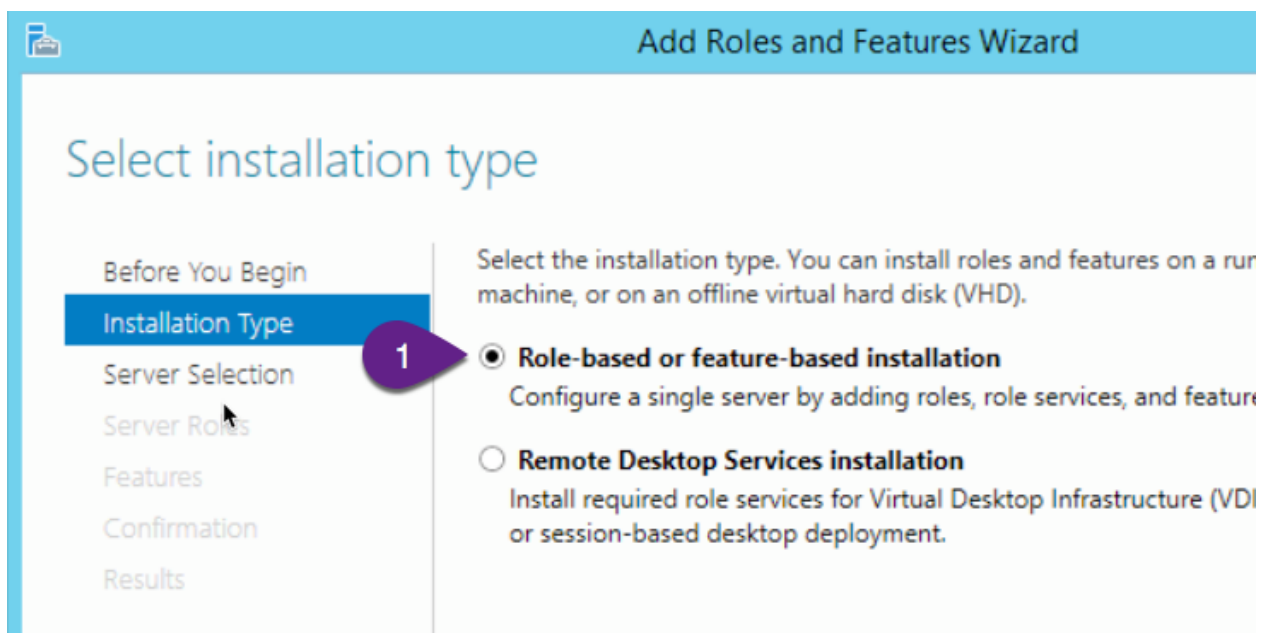 Add Roles and Features Wizard
Select installation type
Before You Begin
Installation Type
Server Selection
Server Roles
Features
Confirmation
Results
Select the installation type. You can install roles and features on a
machine, or on an offline virtual hard disk (VHD).
1
Role-based or feature-based installation
Configure a single server by adding roles, role services, and feature
Remote Desktop Services installation
Install required role services for Virtual Desktop Infrastructure (VDI
or session-based desktop deployment.